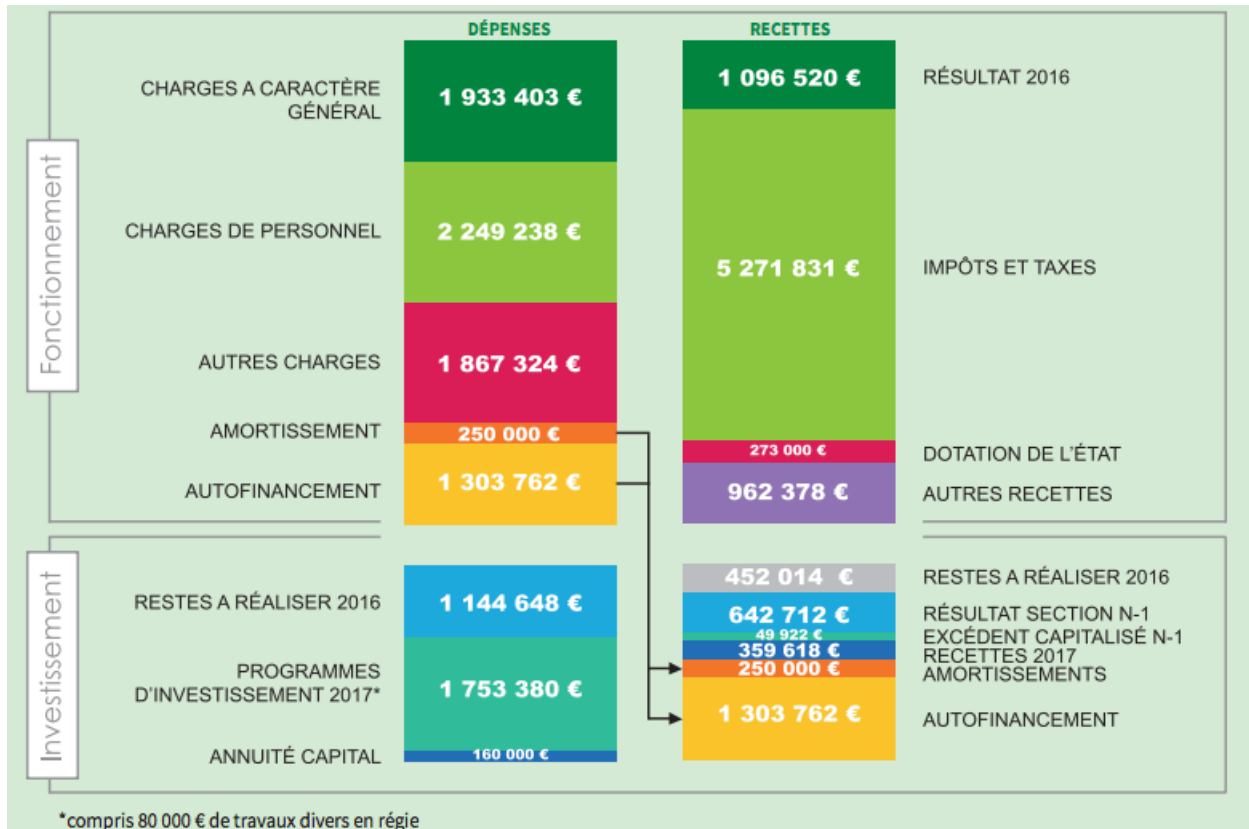 DÉPENSES
RECETTES
Fonctionnement
CHARGES A CARACTÈRE
GÉNÉRAL
1 933 403 €
1 096 520 €
RÉSULTAT 2016
CHARGES DE PERSONNEL
2 249 238 €
5 271 831 €
IMPÔTS ET TAXES
AUTRES CHARGES
1 867 324 €
AMORTISSEMENT
250 000 €
273 000 €
DOTATION DE L'ÉTAT
AUTOFINANCEMENT
1 303 762 €
962 378 €
AUTRES RECETTES
Investissement
RESTES A RÉALISER 2016
1 144 648 €
452 014 €
RESTES A RÉALISER 2016
642 712 €
RÉSULTAT SECTION N-1
49 922 €
EXCÉDENT CAPITALISÉ N-1
PROGRAMMES
D'INVESTISSEMENT 2017*
1 753 380 €
359 618 €
RECETTES 2017
250 000 €
AMORTISSEMENTS
1 303 762 €
AUTOFINANCEMENT
ANNUITÉ CAPITAL
160 000 €
*compris 80 000 € de travaux divers en régie